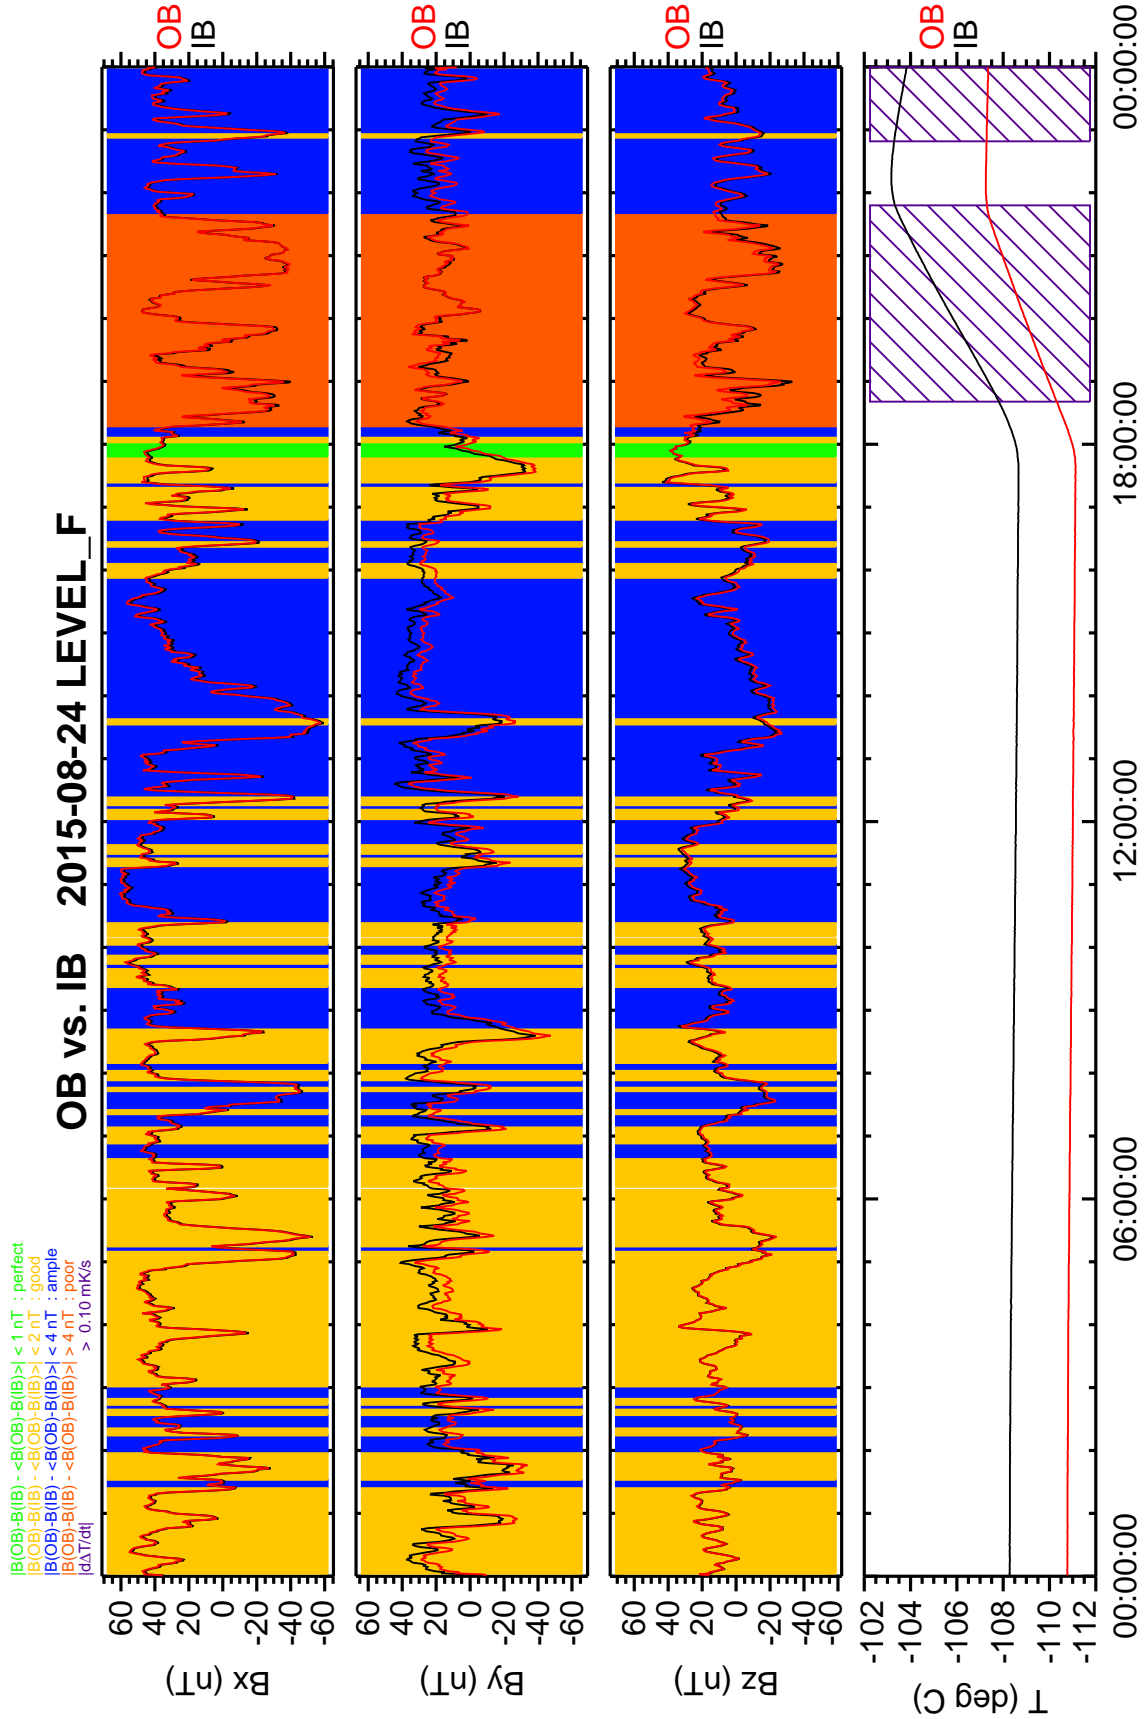 OB vs. IB 2015-08-24 LEVEL_F
|B(OB)-B(IB) - <B(OB)-B(IB)>| < 1 nT : perfect
|B(OB)-B(IB) - <B(OB)-B(IB)>| < 2 nT : good
|B(OB)-B(IB) - <B(OB)-B(IB)>| < 4 nT : ample
|B(OB)-B(IB) - <B(OB)-B(IB)>| > 4 nT : poor
|dΔT/dt| > 0.10 mK/s
Bx (nT)
60
40
20
0
-20
-40
-60
OB
IB
By (nT)
60
40
20
0
-20
-40
-60
OB
IB
Bz (nT)
60
40
20
0
-20
-40
-60
OB
IB
T (deg C)
-102
-104
-106
-108
-110
-112
OB
IB
00:00:00 06:00:00 12:00:00 18:00:00 00:00:00